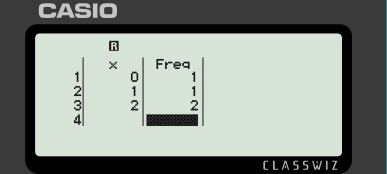 CASIO
R
x Freq
1 0 1
2 1 1
3 2 2
4
CLASSWIZ